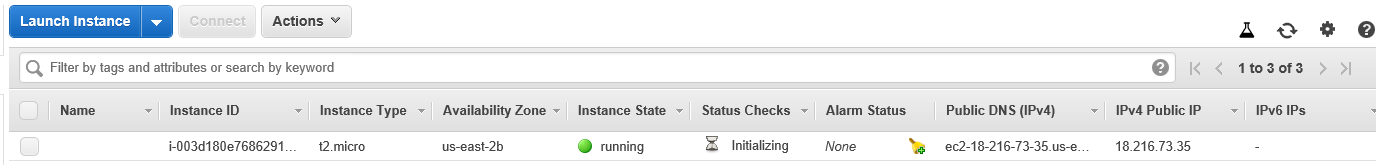 Launch Instance Connect Actions
Filter by tags and attributes or search by keyword 1 to 3 of 3
Name Instance ID Instance Type Availability Zone Instance State Status Checks Alarm Status Public DNS (IPv4) IPv4 Public IP IPv6 IPs
i-003d180e7686291... t2.micro us-east-2b running Initializing None ec2-18-216-73-35.us-e... 18.216.73.35 -